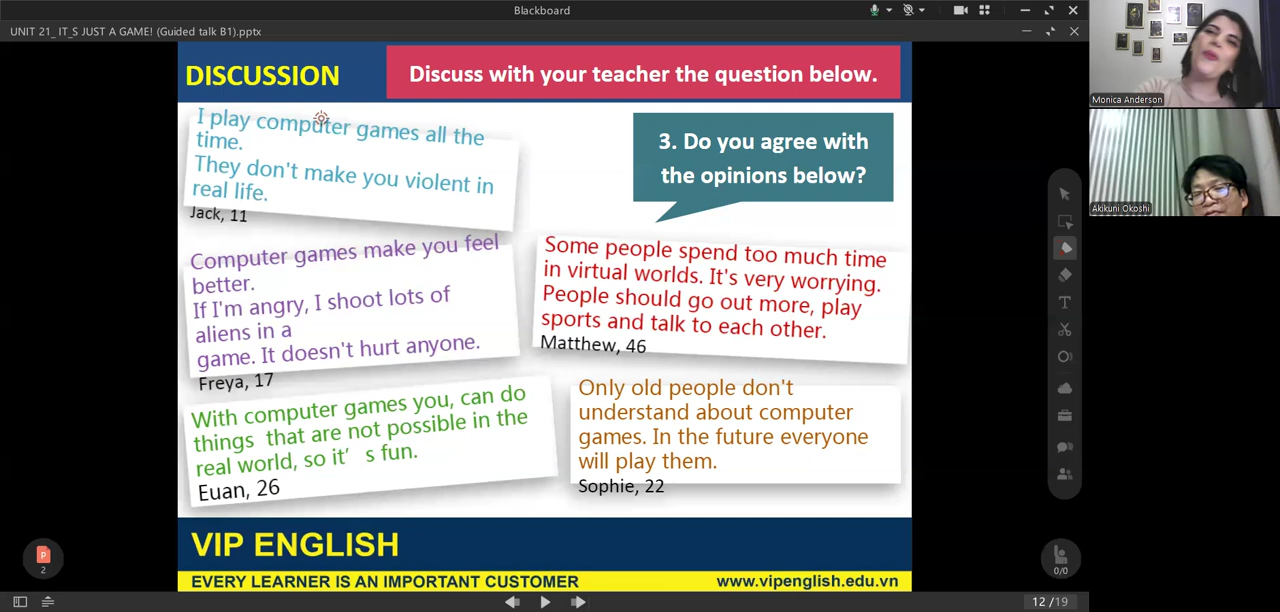 Blackboard
UNIT 21_ IT_S JUST A GAME! (Guided talk B1).pptx
DISCUSSION
Discuss with your teacher the question below.
I play computer games all the
time.
They don't make you violent in
real life.
Jack, 11
3. Do you agree with
the opinions below?
Computer games make you feel
better.
If I'm angry, I shoot lots of
aliens in a
game. It doesn't hurt anyone.
Freya, 17
Some people spend too much time
in virtual worlds. It's very worrying.
People should go out more, play
sports and talk to each other.
Matthew, 46
With computer games you, can do
things that are not possible in the
real world, so it' s fun.
Euan, 26
Only old people don't
understand about computer
games. In the future everyone
will play them.
Sophie, 22
VIP ENGLISH
EVERY LEARNER IS AN IMPORTANT CUSTOMER
www.vipenglish.edu.vn
Monica Anderson
Akikuni Okoshi
T
P
2
0/0
12 /19